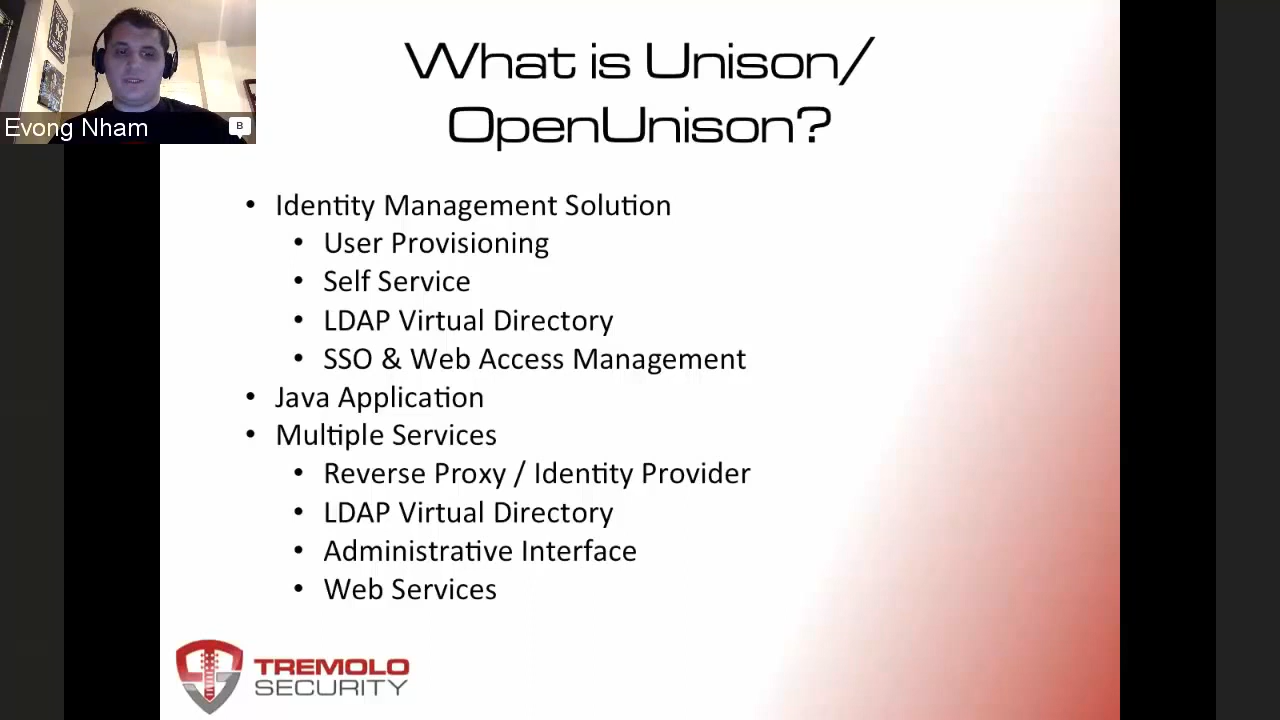 What is Unison/
OpenUnison?
Evong Nham
B
• Identity Management Solution
• User Provisioning
• Self Service
• LDAP Virtual Directory
• SSO & Web Access Management
• Java Application
• Multiple Services
• Reverse Proxy / Identity Provider
• LDAP Virtual Directory
• Administrative Interface
• Web Services
TREMOLO
SECURITY